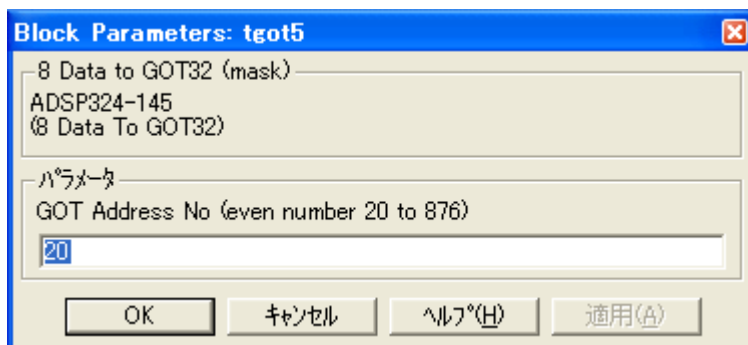 Block Parameters: tgot5
8 Data to GOT32 (mask)
ADSP324-145
(8 Data To GOT32)
パラメータ
GOT Address No (even number 20 to 876)
20
OK キャンセル ヘルプ(H) 適用(A)